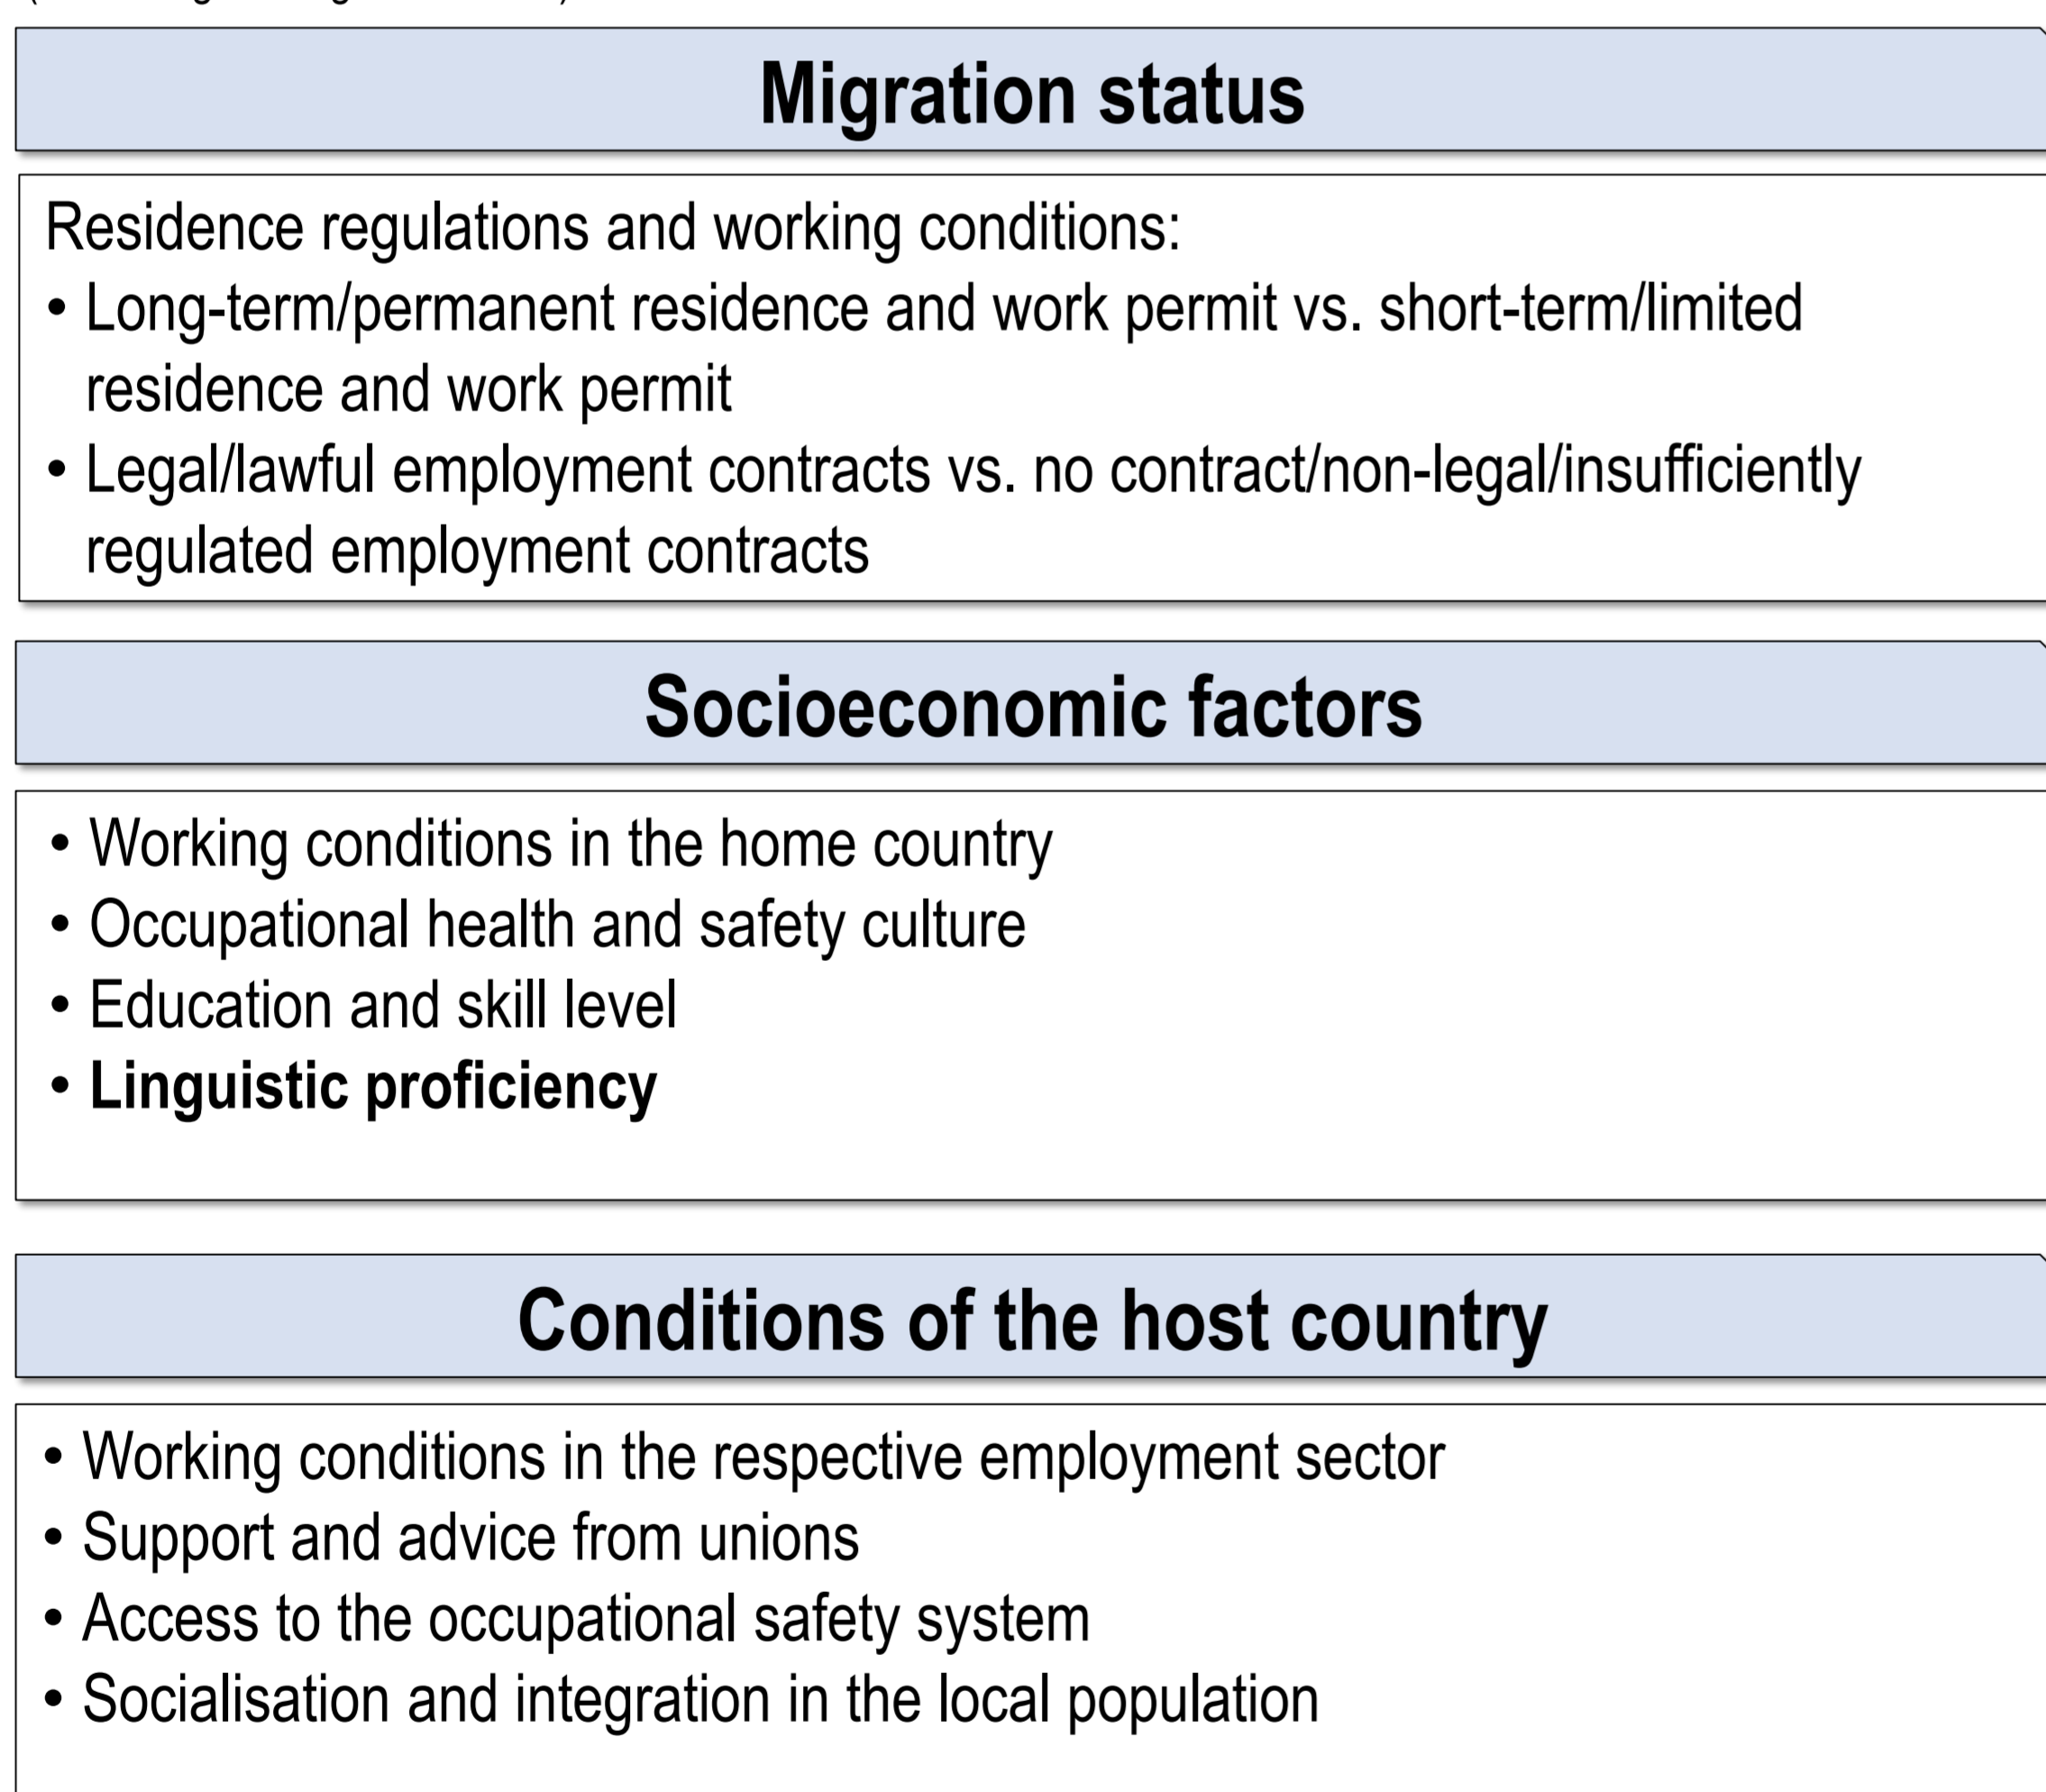 Migration status
Residence regulations and working conditions:
• Long-term/permanent residence and work permit vs. short-term/limited
residence and work permit
• Legal/lawful employment contracts vs. no contract/non-legal/insufficiently
regulated employment contracts
Socioeconomic factors
• Working conditions in the home country
• Occupational health and safety culture
• Education and skill level
• Linguistic proficiency
Conditions of the host country
• Working conditions in the respective employment sector
• Support and advice from unions
• Access to the occupational safety system
• Socialisation and integration in the local population